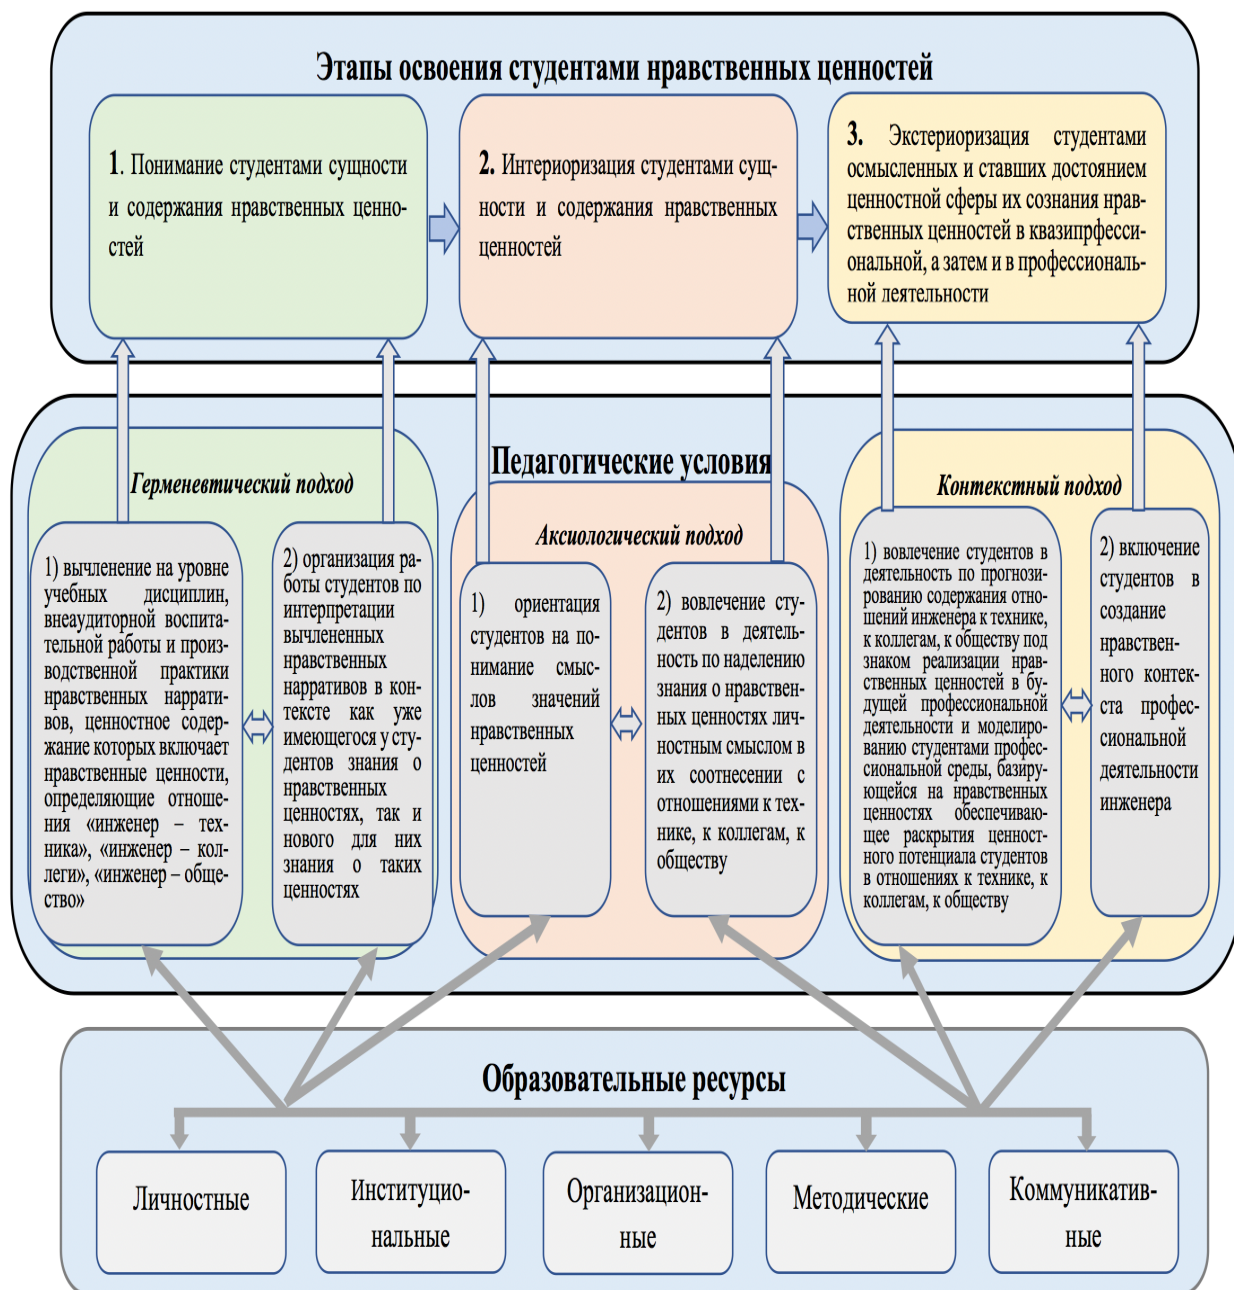 Этапы освоения студентами нравственных ценностей
1. Понимание студентами сущности
и содержания нравственных ценно-
стей
2. Интериоризация студентами сущ-
ности и содержания нравственных
ценностей
3. Экстериоризация студентами
осмысленных и ставших достоянием
ценностной сферы их сознания нрав-
ственных ценностей в квазипрфесси-
ональной, а затем и в профессиональ-
ной деятельности
Педагогические условия
Герменевтический подход
1) вычленение на уровне
учебных дисциплин,
внеаудиторной воспита-
тельной работы и произ-
водственной практики
нравственных наррати-
вов, ценностное содер-
жание которых включает
нравственные ценности,
определяющие отноше-
ния «инженер – тех-
ника», «инженер – кол-
леги», «инженер – обще-
ство»
2) организация ра-
боты студентов по
интерпретации
вычлененных
нравственных
нарративов в кон-
тексте как уже
имеющегося у сту-
дентов знания о
нравственных
ценностях, так и
нового для них
знания о таких
ценностях
Аксиологический подход
1) ориентация
студентов на по-
нимание смыс-
лов значений
нравственных
ценностей
2) вовлечение сту-
дентов в деятель-
ность по наделению
знания о нравствен-
ных ценностях лич-
ностным смыслом в
их соотнесении с
отношениями к тех-
нике, к коллегам, к
обществу
Контекстный подход
1) вовлечение студентов в
деятельность по прогнози-
рованию содержания отно-
шений инженера к технике,
к коллегам, к обществу под
знаком реализации нрав-
ственных ценностей в бу-
дущей профессиональной
деятельности и моделиро-
ванию студентами профес-
сиональной среды, базиру-
ющейся на нравственных
ценностях обеспечиваю-
щее раскрытия ценност-
ного потенциала студентов
в отношениях к технике, к
коллегам, к обществу
2) включение
студентов в
создание
нравствен-
ного контек-
ста профес-
сиональной
деятельности
инженера
Образовательные ресурсы
Личностные
Институцио-
нальные
Организацион-
ные
Методические
Коммуникатив-
ные